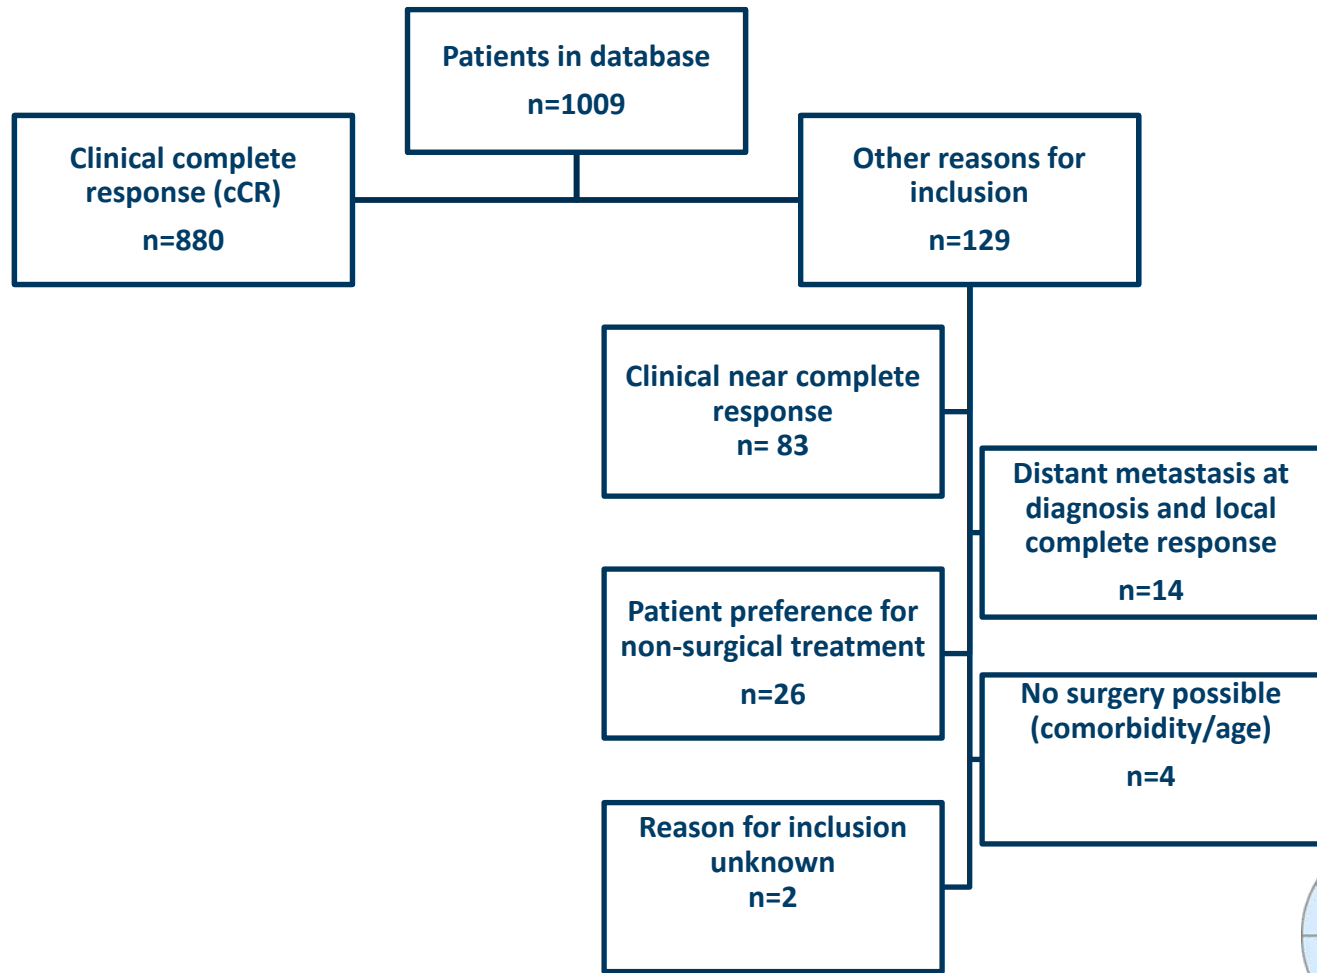 Patients in database
n=1009
Clinical complete
response (cCR)
n=880
Other reasons for
inclusion
n=129
Clinical near complete
response
n= 83
Distant metastasis at
diagnosis and local
complete response
n=14
Patient preference for
non-surgical treatment
n=26
No surgery possible
(comorbidity/age)
n=4
Reason for inclusion
unknown
n=2